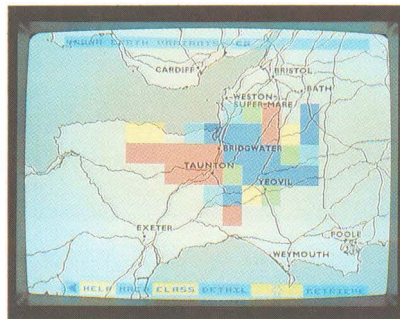 CARDIFF
BRISTOL
BATH
WESTON-
SUPER-MARE
BRIDGWATER
TAUNTON
YEOVIL
EXETER
POOLE
WEYMOUTH
HELP
CLASS DETAIL
RETRIEVE